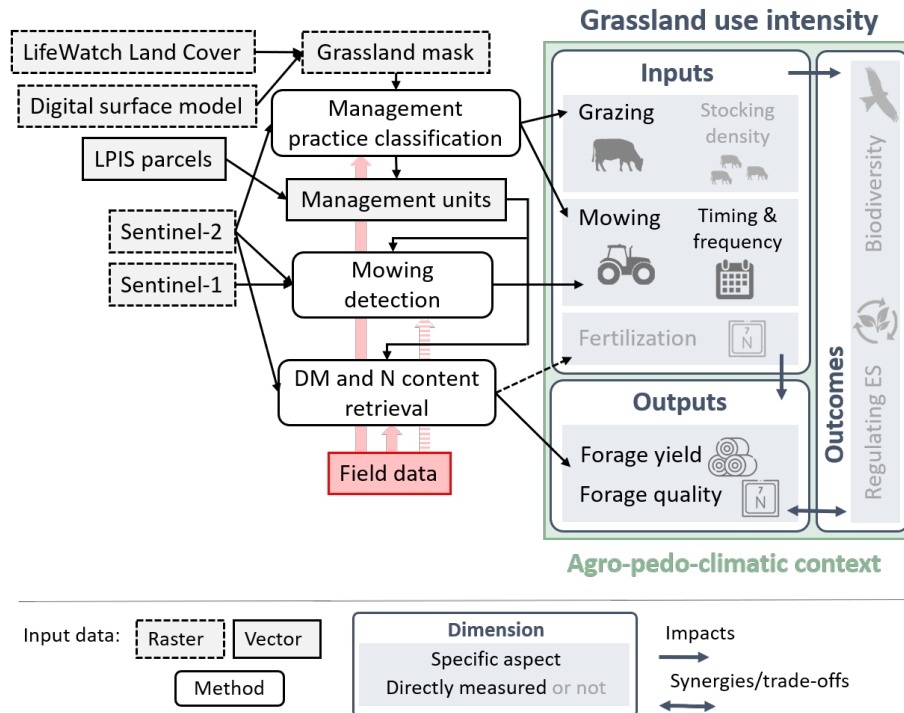 Grassland use intensity
LifeWatch Land Cover
Grassland mask
Digital surface model
Management
practice classification
LPIS parcels
Management units
Sentinel-2
Sentinel-1
Mowing
detection
DM and N content
retrieval
Field data
Inputs
Grazing
Stocking
density
Mowing
Timing &
frequency
Fertilization
7
N
Outputs
Forage yield
Forage quality
7
N
Outcomes
Biodiversity
Regulating ES
Agro-pedo-climatic context
Input data:
Raster
Vector
Method
Dimension
Specific aspect
Directly measured or not
Impacts
Synergies/trade-offs